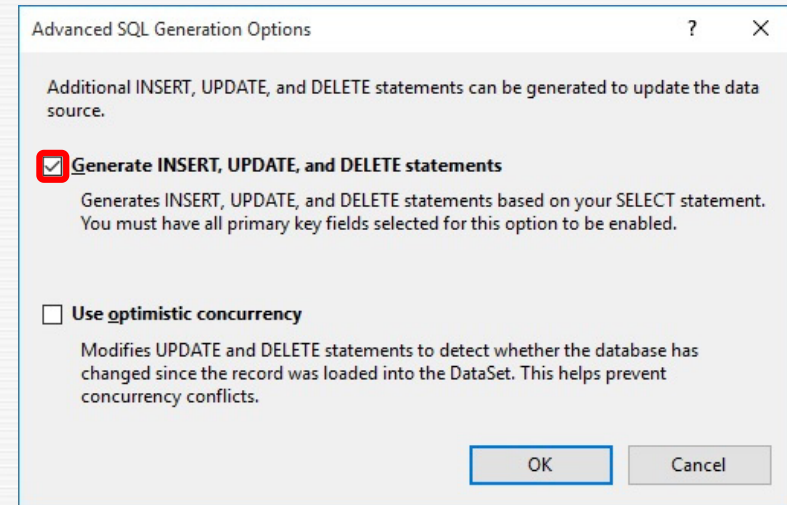 Advanced SQL Generation Options ? ✕
Additional INSERT, UPDATE, and DELETE statements can be generated to update the data
source.
Generate INSERT, UPDATE, and DELETE statements
Generates INSERT, UPDATE, and DELETE statements based on your SELECT statement.
You must have all primary key fields selected for this option to be enabled.
Use optimistic concurrency
Modifies UPDATE and DELETE statements to detect whether the database has
changed since the record was loaded into the DataSet. This helps prevent
concurrency conflicts.
OK Cancel